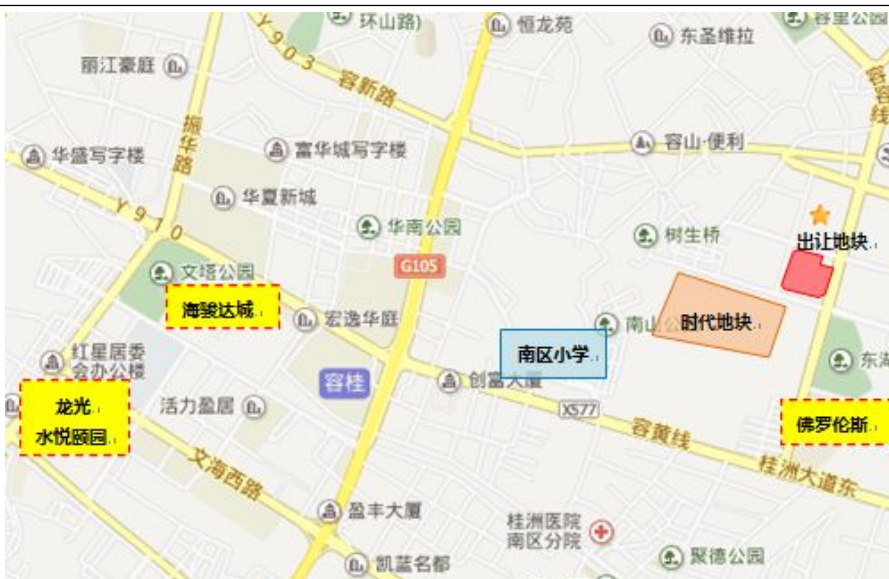 环山路)
恒龙苑
东圣维拉
容里公园
丽江豪庭
Y903
容新路
容容线
振华路
华盛写字楼
富华城写字楼
容山·便利
华夏新城
Y910
华南公园
树生桥
出让地块
G105
文塔公园
海骏达城
宏逸华庭
南山公
时代地块
红星居委
会办公楼
南区小学
东湖
容桂
创富大厦
X577
龙光
水悦颐园
活力盈居
容黄线
佛罗伦斯
文海西路
桂洲大道东
盈丰大厦
桂洲医院
南区分院
凯蓝名都
聚德公园